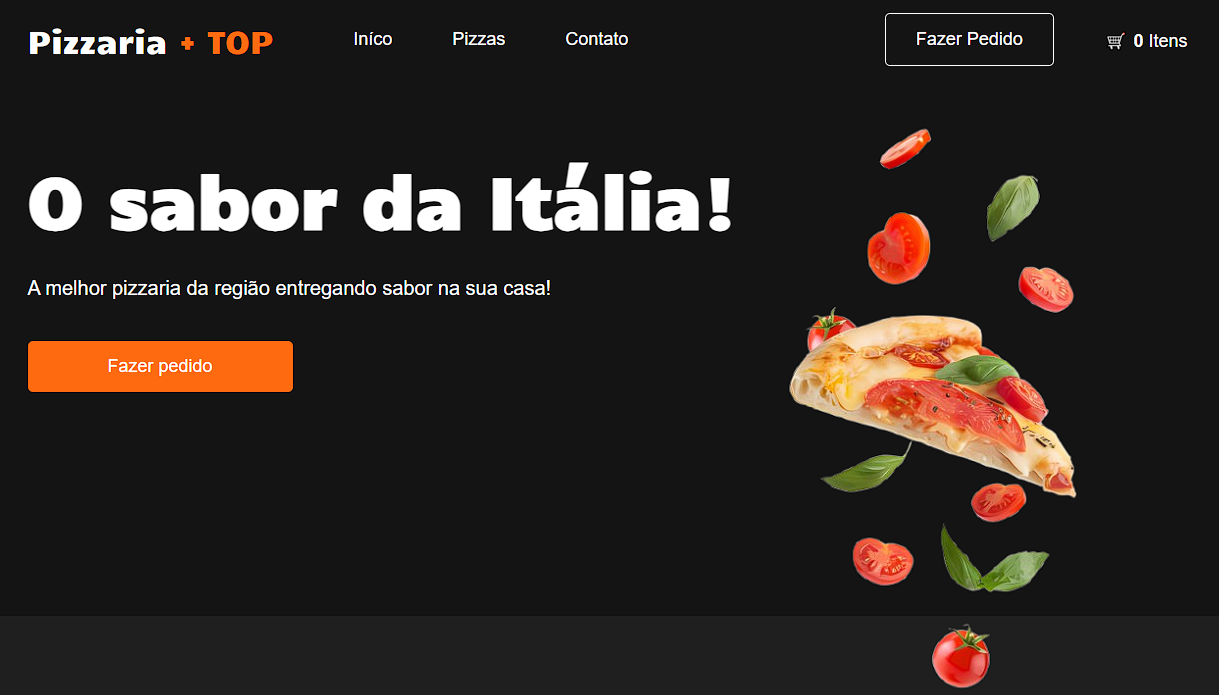 Pizzaria + TOP
Iníco
Pizzas
Contato
Fazer Pedido
0 Itens
O sabor da Itália!
A melhor pizzaria da região entregando sabor na sua casa!
Fazer pedido